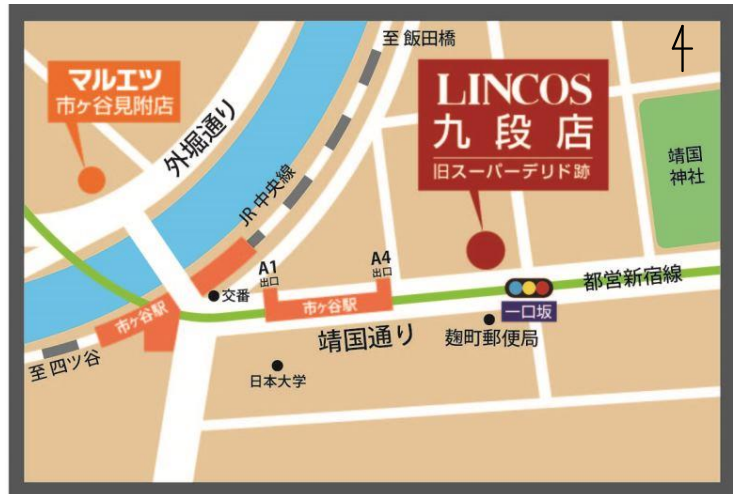 至 飯田橋
4
マルエツ
市ヶ谷見附店
外堀通り
LINCOS
九段店
旧スーパーデリド跡
靖国
神社
JR 中央線
A1
出口
A4
出口
交番
市ケ谷駅
市ケ谷駅
都営新宿線
一口坂
靖国通り
麹町郵便局
至 四ツ谷
日本大学